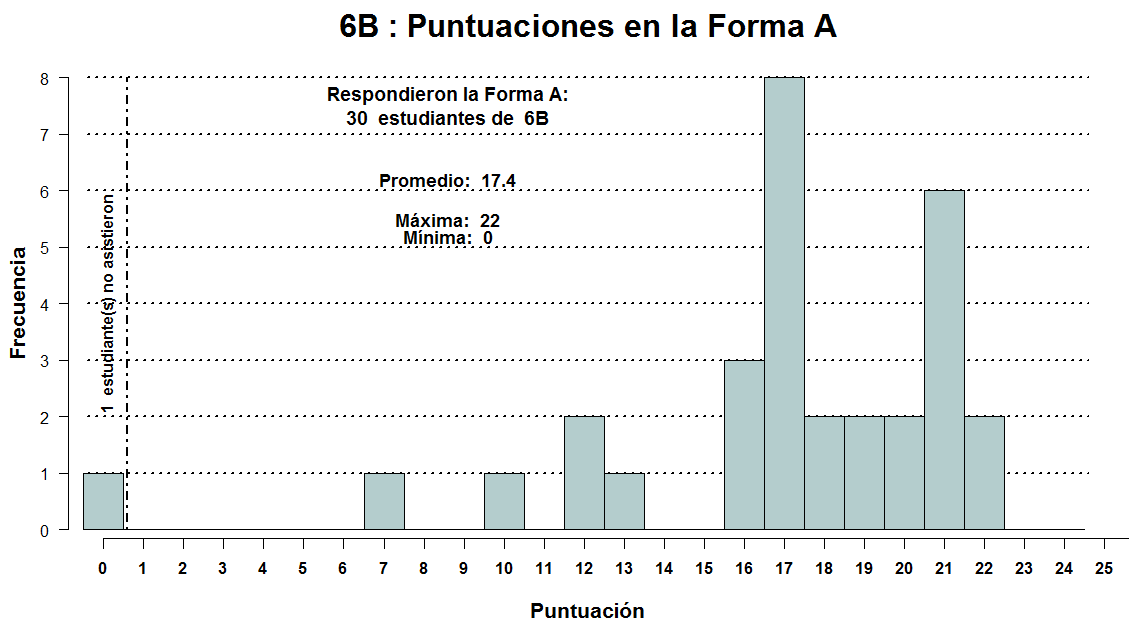 6B : Puntuaciones en la Forma A
Respondieron la Forma A:
30 estudiantes de 6B
Promedio: 17.4
Máxima: 22
Mínima: 0
1 estudiante(s) no asistieron
Frecuencia
8
7
6
5
4
3
2
1
0
0 1 2 3 4 5 6 7 8 9 10 11 12 13 14 15 16 17 18 19 20 21 22 23 24 25
Puntuación